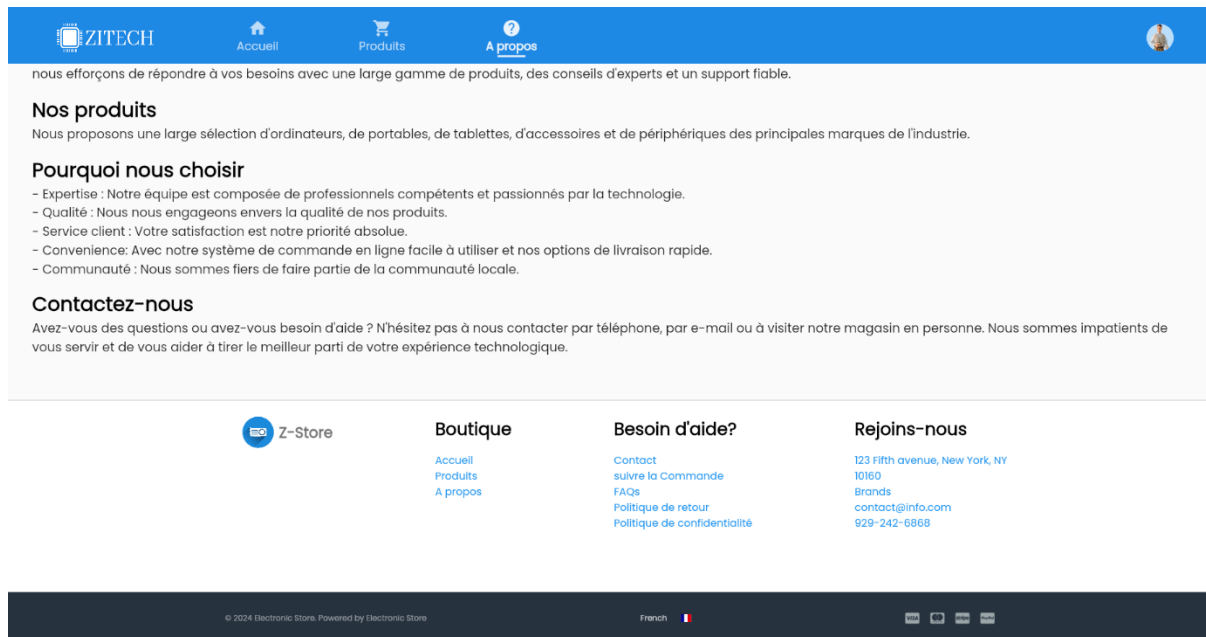 ZITECH
Accueil
Produits
A propos
nous efforçons de répondre à vos besoins avec une large gamme de produits, des conseils d'experts et un support fiable.
Nos produits
Nous proposons une large sélection d'ordinateurs, de portables, de tablettes, d'accessoires et de périphériques des principales marques de l'industrie.
Pourquoi nous choisir
- Expertise : Notre équipe est composée de professionnels compétents et passionnés par la technologie.
- Qualité : Nous nous engageons envers la qualité de nos produits.
- Service client : Votre satisfaction est notre priorité absolue.
- Convenience: Avec notre système de commande en ligne facile à utiliser et nos options de livraison rapide.
- Communauté : Nous sommes fiers de faire partie de la communauté locale.
Contactez-nous
Avez-vous des questions ou avez-vous besoin d'aide ? N'hésitez pas à nous contacter par téléphone, par e-mail ou à visiter notre magasin en personne. Nous sommes impatients de
vous servir et de vous aider à tirer le meilleur parti de votre expérience technologique.
Z-Store
Boutique
Accueil
Produits
A propos
Besoin d'aide?
Contact
suivre la Commande
FAQs
Politique de retour
Politique de confidentialité
Rejoins-nous
123 Fifth avenue, New York, NY
10160
Brands
contact@info.com
929-242-6868
© 2024 Electronic Store. Powered by Electronic Store
French
VISA